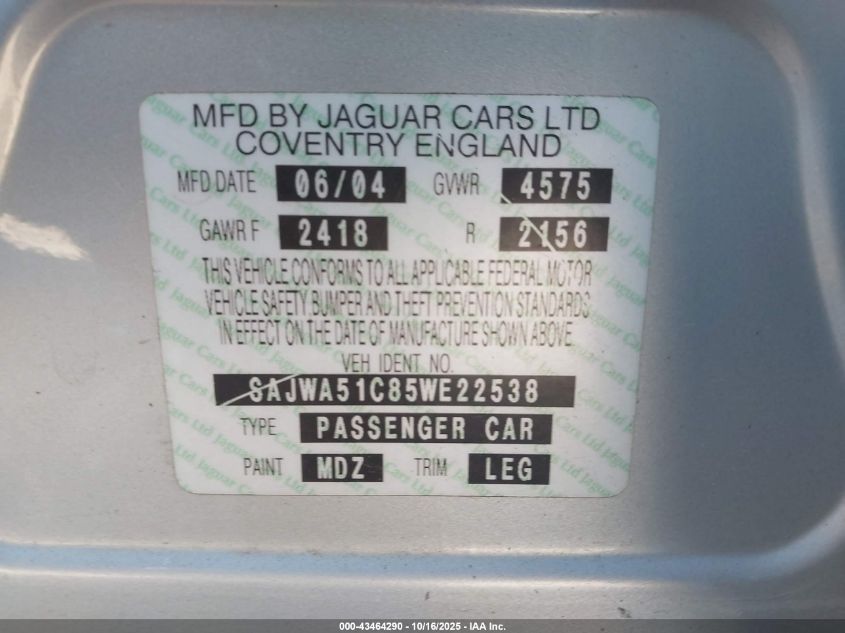 MFD BY JAGUAR CARS LTD
COVENTRY ENGLAND
MFD DATE 06/04 GVWR 4575
GAWR F 2418 R 2156
THIS VEHICLE CONFORMS TO ALL APPLICABLE FEDERAL MOTOR
VEHICLE SAFETY BUMPER AND THEFT PREVENTION STANDARDS
IN EFFECT ON THE DATE OF MANUFACTURE SHOWN ABOVE
VEH IDENT NO.
SAJWA51C85WE22538
TYPE PASSENGER CAR
PAINT MDZ TRIM LEG
000-43464290 - 10/16/2025 - IAA Inc.